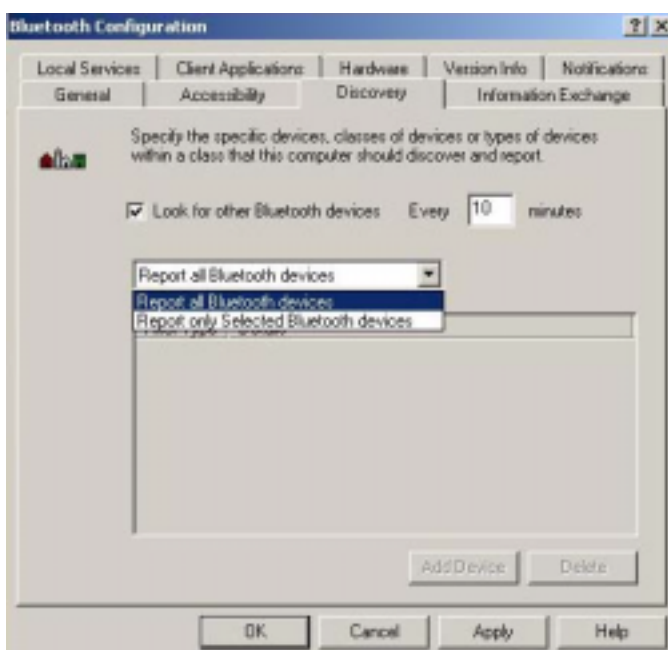 Bluetooth Configuration
Local Services Client Applications Hardware Version Info Notifications
General Accessibility Discovery Information Exchange
Specify the specific devices, classes of devices or types of devices
within a class that this computer should discover and report.
Look for other Bluetooth devices Every 10 minutes
Report all Bluetooth devices
Report all Bluetooth devices
Report only Selected Bluetooth devices
Add Device Delete
OK Cancel Apply Help